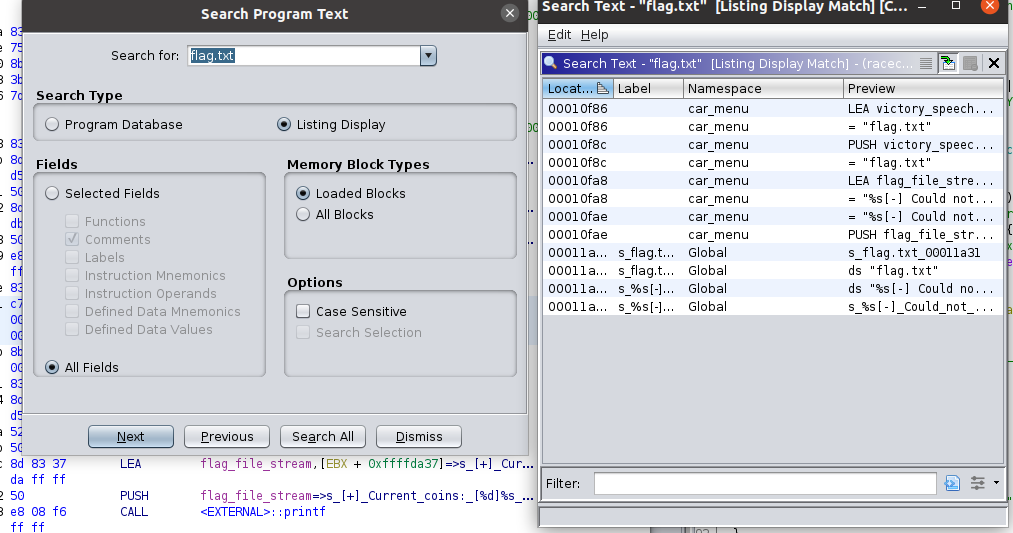 Search Program Text
Search for: flag.txt
Search Type
Program Database
Listing Display
Fields
Selected Fields
Functions
Comments
Labels
Instruction Mnemonics
Instruction Operands
Defined Data Mnemonics
Defined Data Values
All Fields
Memory Block Types
Loaded Blocks
All Blocks
Options
Case Sensitive
Search Selection
Next Previous Search All Dismiss
8d 83 37 LEA flag_file_stream,[EBX + 0xffffda37]=>s_[+]_Cur...
da ff ff
50 PUSH flag_file_stream=>s_[+]_Current_coins:_[%d]%s_...
e8 08 f6 CALL <EXTERNAL>::printf
ff ff
Search Text - "flag.txt" [Listing Display Match] [C...
Edit Help
Search Text - "flag.txt" [Listing Display Match] - (racec...
Locat... Label Namespace Preview
00010f86 car_menu LEA victory_speech...
00010f86 car_menu = "flag.txt"
00010f8c car_menu PUSH victory_speec...
00010f8c car_menu = "flag.txt"
00010fa8 car_menu LEA flag_file_stre...
00010fa8 car_menu = "%s[-] Could not...
00010fae car_menu = "%s[-] Could not...
00010fae car_menu PUSH flag_file_str...
00011a... s_flag.t... Global s_flag.txt_00011a31
00011a... s_flag.t... Global ds "flag.txt"
00011a... s_%s[-]... Global ds "%s[-] Could no...
00011a... s_%s[-]... Global s_%s[-]_Could_not_...
Filter: